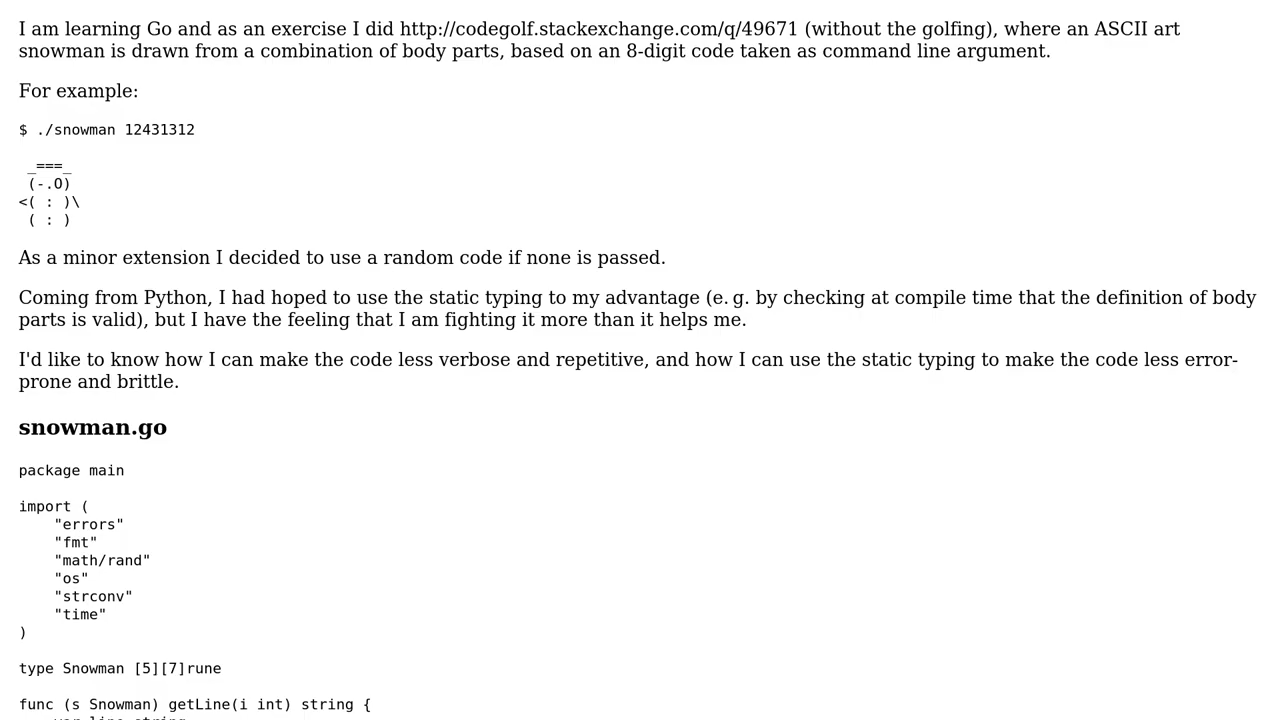 I am learning Go and as an exercise I did http://codegolf.stackexchange.com/q/49671 (without the golfing), where an ASCII art
snowman is drawn from a combination of body parts, based on an 8-digit code taken as command line argument.
For example:
$ ./snowman 12431312
 _===_
 (-.O)
<( : )\
 ( : )
As a minor extension I decided to use a random code if none is passed.
Coming from Python, I had hoped to use the static typing to my advantage (e. g. by checking at compile time that the definition of body
parts is valid), but I have the feeling that I am fighting it more than it helps me.
I'd like to know how I can make the code less verbose and repetitive, and how I can use the static typing to make the code less error-
prone and brittle.
snowman.go
package main
import (
    "errors"
    "fmt"
    "math/rand"
    "os"
    "strconv"
    "time"
)
type Snowman [5][7]rune
func (s Snowman) getLine(i int) string {
    var line string